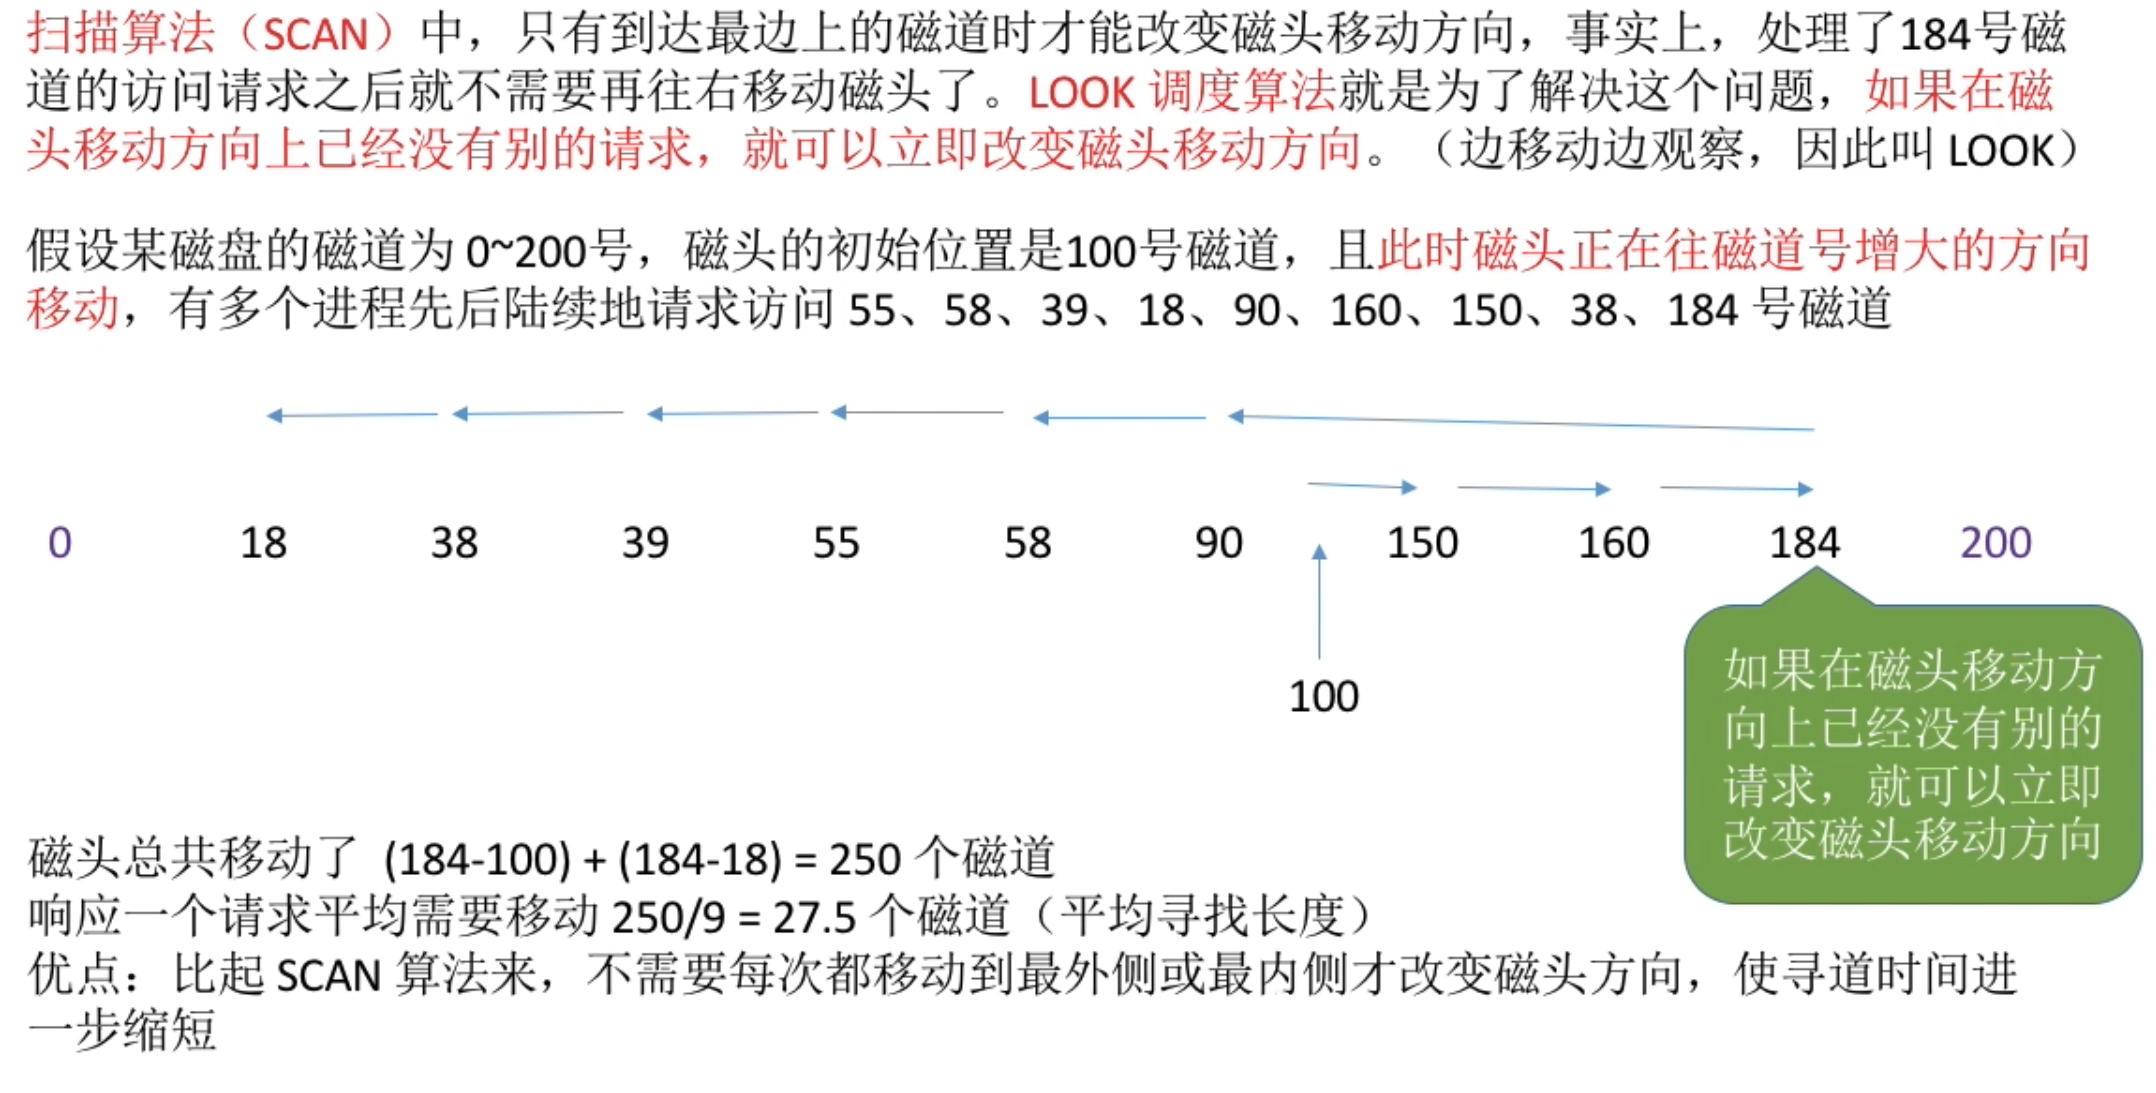 扫描算法（SCAN）中，只有到达最边上的磁道时才能改变磁头移动方向，事实上，处理了184号磁
道的访问请求之后就不需要再往右移动磁头了。LOOK 调度算法就是为了解决这个问题，如果在磁
头移动方向上已经没有别的请求，就可以立即改变磁头移动方向。（边移动边观察，因此叫 LOOK）
假设某磁盘的磁道为 0~200号，磁头的初始位置是100号磁道，且此时磁头正在往磁道号增大的方向
移动，有多个进程先后陆续地请求访问 55、58、39、18、90、160、150、38、184 号磁道
0 18 38 39 55 58 90 150 160 184 200
100
如果在磁头移动方
向上已经没有别的
请求，就可以立即
改变磁头移动方向
磁头总共移动了 (184-100) + (184-18) = 250 个磁道
响应一个请求平均需要移动 250/9 = 27.5 个磁道（平均寻找长度）
优点：比起 SCAN 算法来，不需要每次都移动到最外侧或最内侧才改变磁头方向，使寻道时间进
一步缩短